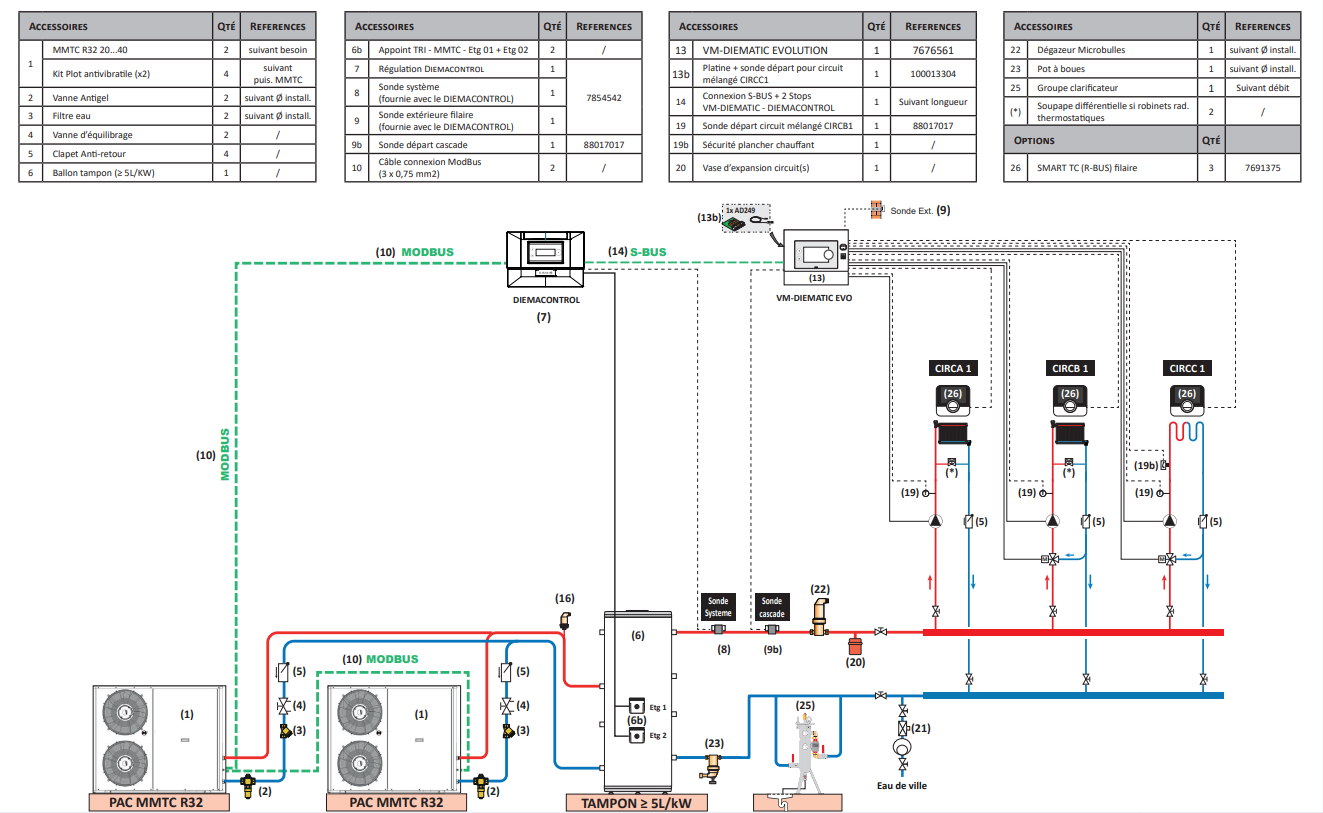 ACCESSOIRES QTÉ REFERENCES
1 MMTC R32 20...40 2 suivant besoin
Kit Plot antivibratile (x2) 4 suivant
puis. MMTC
2 Vanne Antigel 2 suivant Ø install.
3 Filtre eau 2 suivant Ø install.
4 Vanne d'équilibrage 2 /
5 Clapet Anti-retour 4 /
6 Ballon tampon (≥ 5L/KW) 1 /
ACCESSOIRES QTÉ REFERENCES
6b Appoint TRI - MMTC - Etg 01 + Etg 02 2 /
7 Régulation DIEMACONTROL 1 7854542
8 Sonde système
(fournie avec le DIEMACONTROL) 1
9 Sonde extérieure filaire
(fournie avec le DIEMACONTROL) 1
9b Sonde départ cascade 1 88017017
10 Câble connexion ModBus
(3 x 0,75 mm2) 2 /
ACCESSOIRES QTÉ REFERENCES
13 VM-DIEMATIC EVOLUTION 1 7676561
13b Platine + sonde départ pour circuit
mélangé CIRCC1 1 100013304
14 Connexion S-BUS + 2 Stops
VM-DIEMATIC - DIEMACONTROL 1 Suivant longueur
19 Sonde départ circuit mélangé CIRCB1 1 88017017
19b Sécurité plancher chauffant 1 /
20 Vase d'expansion circuit(s) 1 /
ACCESSOIRES QTÉ REFERENCES
22 Dégazeur Microbulles 1 suivant Ø install.
23 Pot à boues 1 suivant Ø install.
25 Groupe clarificateur 1 Suivant débit
(*) Soupape différentielle si robinets rad.
thermostatiques 2 /
OPTIONS QTÉ
26 SMART TC (R-BUS) filaire 3 7691375
(13b) 1x AD249
Sonde Ext. (9)
(10) MODBUS
(14) S-BUS
(13)
DIEMACONTROL
(7)
VM-DIEMATIC EVO
CIRCA 1 CIRCB 1 CIRCC 1
(26) (26) (26)
(10) MODBUS
(*) (*) (19b)
(19) (19) (19)
(5) (5) (5)
M M
(16)
Sonde
Systeme
Sonde
cascade
(22)
(6)
(8) (9b) (20)
(10) MODBUS
(5) (5)
(1) (4) (1) (4)
(3) (3)
Etg 1
(6b)
Etg 2
(25)
(21)
(23)
(2) (2)
Eau de ville
PAC MMTC R32 PAC MMTC R32 TAMPON ≥ 5L/kW